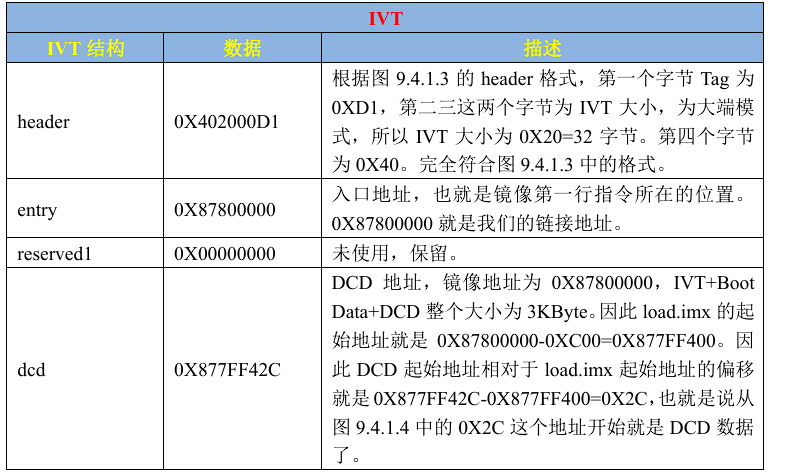 IVT
IVT 结构 数据 描述
根据图 9.4.1.3 的 header 格式，第一个字节 Tag 为
0XD1，第二三这两个字节为 IVT 大小，为大端模
header 0X402000D1
式，所以 IVT 大小为 0X20=32 字节。第四个字节
为 0X40。完全符合图 9.4.1.3 中的格式。
入口地址，也就是镜像第一行指令所在的位置。
entry 0X87800000
0X87800000 就是我们的链接地址。
reserved1 0X00000000 未使用，保留。
DCD 地址，镜像地址为 0X87800000，IVT+Boot
Data+DCD 整个大小为 3KByte。因此 load.imx 的起
始地址就是 0X87800000-0XC00=0X877FF400。因
dcd 0X877FF42C 此 DCD 起始地址相对于 load.imx 起始地址的偏移
就是 0X877FF42C-0X877FF400=0X2C，也就是说从
图 9.4.1.4 中的 0X2C 这个地址开始就是 DCD 数据
了。